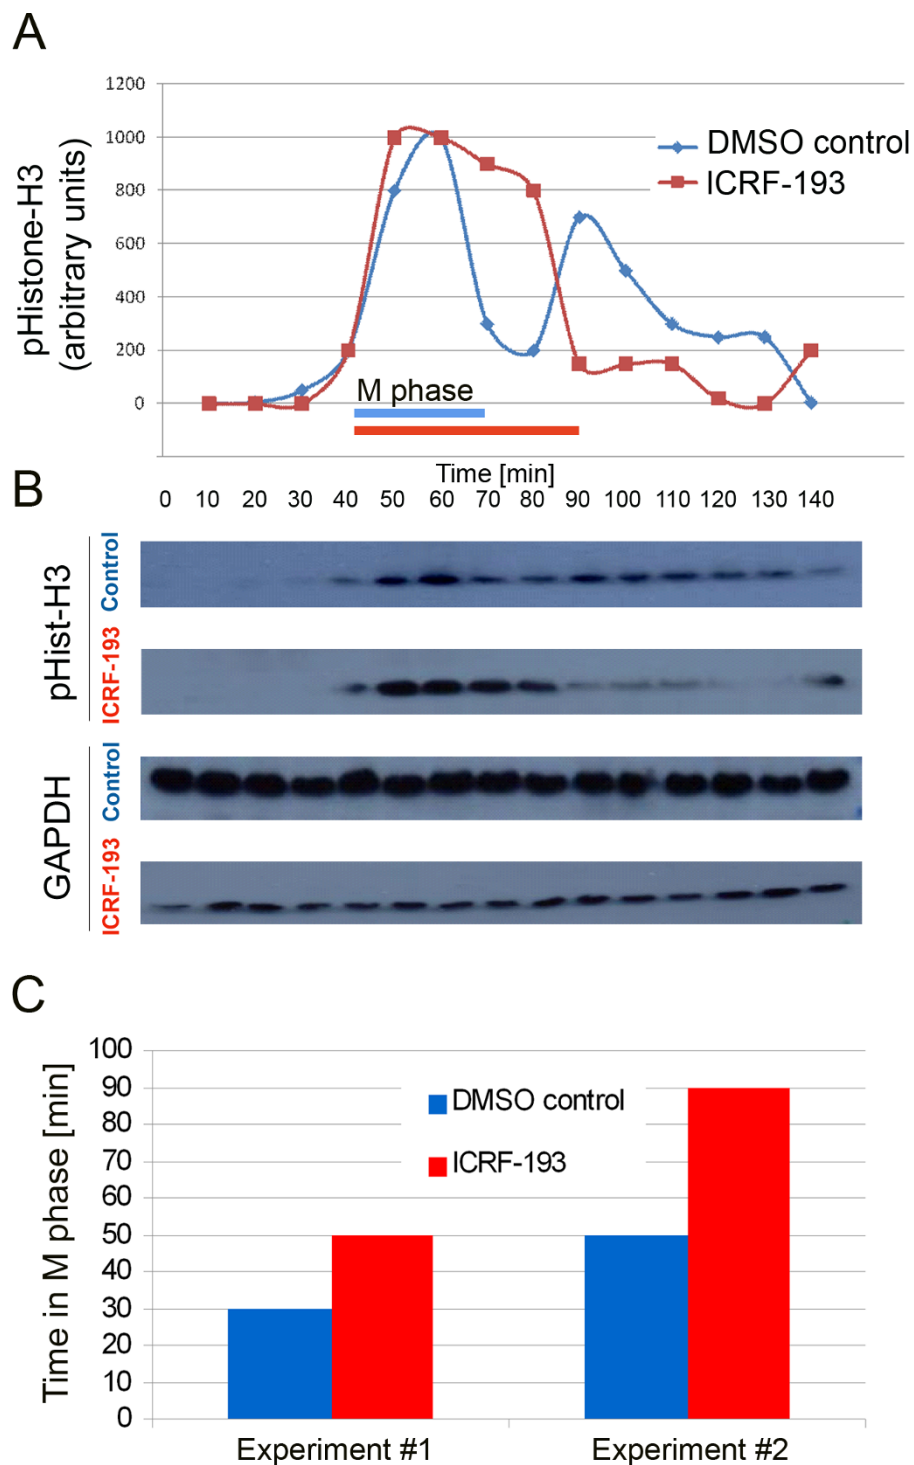 A
pHistone-H3
(arbitrary units)
1200
1000
800
600
400
200
0
DMSO control
ICRF-193
M phase
Time [min]
B
0 10 20 30 40 50 60 70 80 90 100 110 120 130 140
pHist-H3
Control
ICRF-193
GAPDH
Control
ICRF-193
C
Time in M phase [min]
100
90
80
70
60
50
40
30
20
10
0
DMSO control
ICRF-193
Experiment #1
Experiment #2